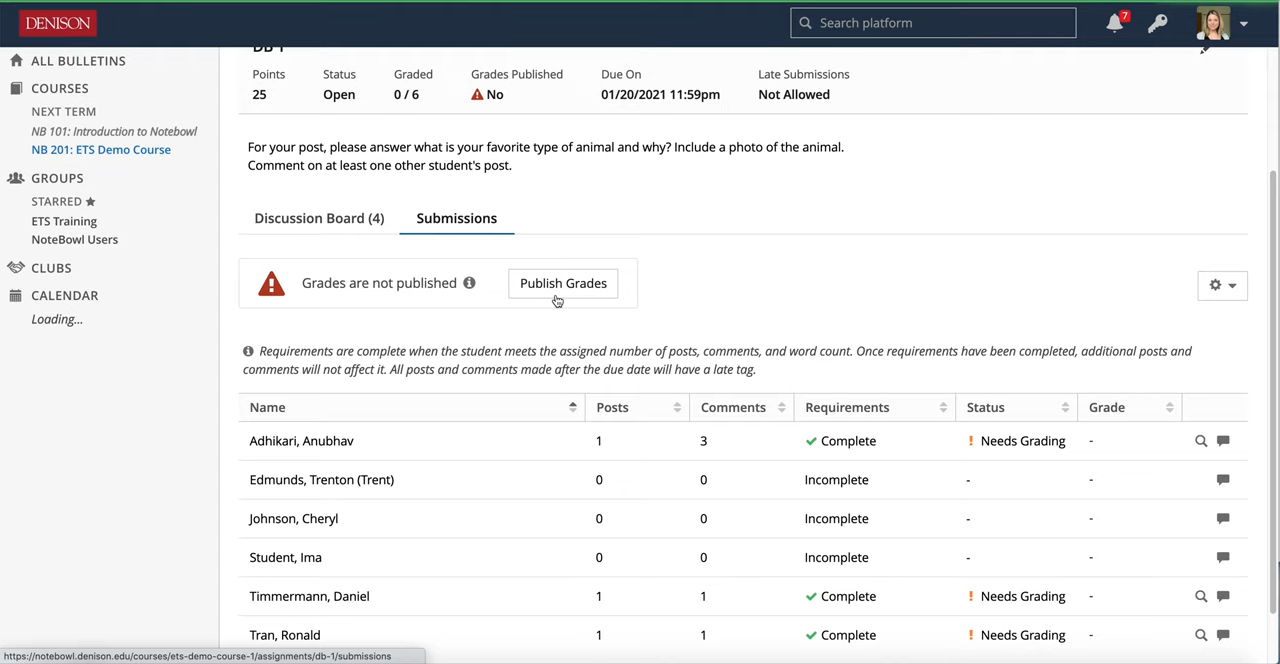 DENISON
Search platform
7
ALL BULLETINS
COURSES
NEXT TERM
NB 101: Introduction to Notebowl
NB 201: ETS Demo Course
GROUPS
STARRED
ETS Training
NoteBowl Users
CLUBS
CALENDAR
Loading...
DB 1
Points Status Graded Grades Published Due On Late Submissions
25 Open 0 / 6 No 01/20/2021 11:59pm Not Allowed
For your post, please answer what is your favorite type of animal and why? Include a photo of the animal.
Comment on at least one other student's post.
Discussion Board (4) Submissions
Grades are not published Publish Grades
Requirements are complete when the student meets the assigned number of posts, comments, and word count. Once requirements have been completed, additional posts and
comments will not affect it. All posts and comments made after the due date will have a late tag.
Name Posts Comments Requirements Status Grade
Adhikari, Anubhav 1 3 Complete Needs Grading -
Edmunds, Trenton (Trent) 0 0 Incomplete - -
Johnson, Cheryl 0 0 Incomplete - -
Student, Ima 0 0 Incomplete - -
Timmermann, Daniel 1 1 Complete Needs Grading -
Tran, Ronald 1 1 Complete Needs Grading -
https://notebowl.denison.edu/courses/ets-demo-course-1/assignments/db-1/submissions